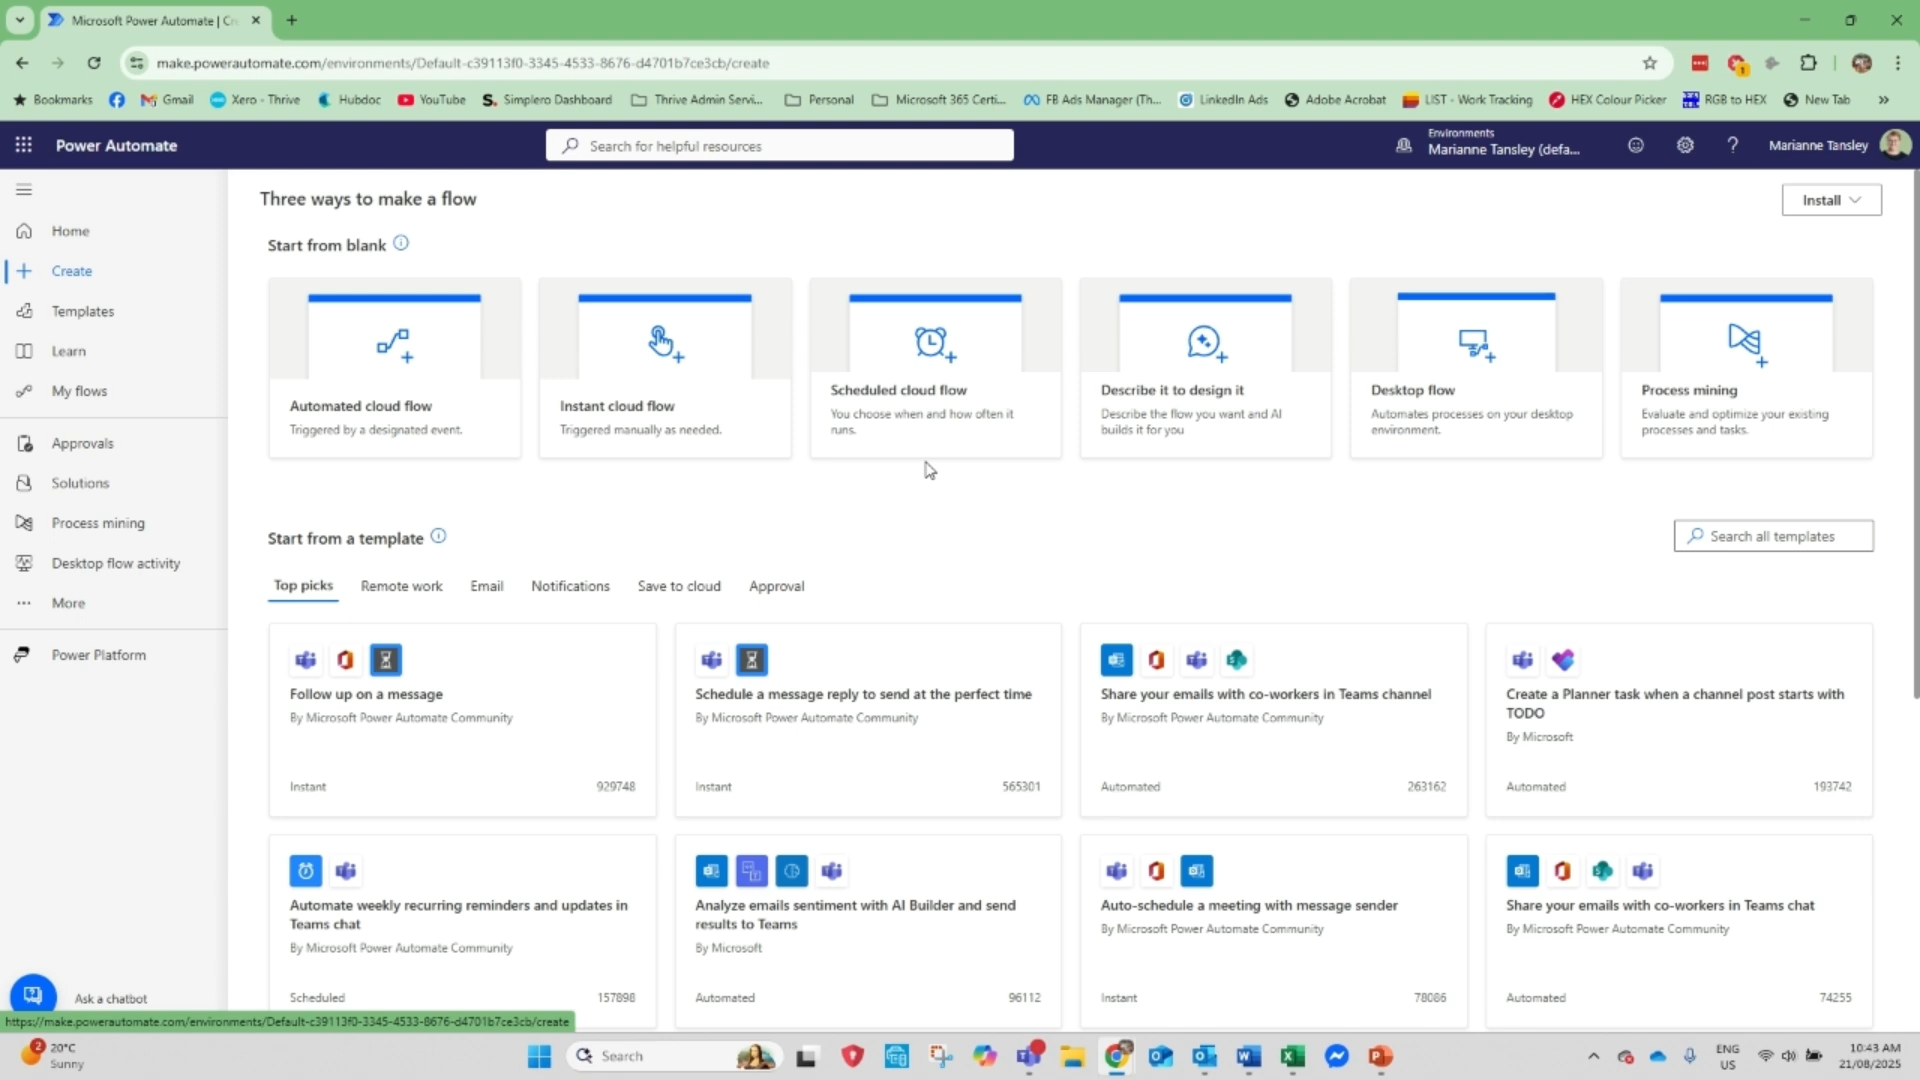 Microsoft Power Automate | Cr
make.powerautomate.com/environments/Default-c39113f0-3345-4533-8676-d4701b7ce3cb/create
Bookmarks
Gmail
Xero - Thrive
Hubdoc
YouTube
Simplero Dashboard
Thrive Admin Servi...
Personal
Microsoft 365 Certi...
FB Ads Manager (Th...
LinkedIn Ads
Adobe Acrobat
LIST - Work Tracking
HEX Colour Picker
RGB to HEX
New Tab
Power Automate
Search for helpful resources
Environments
Marianne Tansley (defa...
Marianne Tansley
Home
Create
Templates
Learn
My flows
Approvals
Solutions
Process mining
Desktop flow activity
More
Power Platform
Ask a chatbot
Three ways to make a flow
Install
Start from blank
Automated cloud flow
Triggered by a designated event.
Instant cloud flow
Triggered manually as needed.
Scheduled cloud flow
You choose when and how often it
runs.
Describe it to design it
Describe the flow you want and AI
builds it for you
Desktop flow
Automates processes on your desktop
environment.
Process mining
Evaluate and optimize your existing
processes and tasks.
Start from a template
Search all templates
Top picks
Remote work
Email
Notifications
Save to cloud
Approval
Follow up on a message
By Microsoft Power Automate Community
Instant
929748
Schedule a message reply to send at the perfect time
By Microsoft Power Automate Community
Instant
565301
Share your emails with co-workers in Teams channel
By Microsoft Power Automate Community
Automated
263162
Create a Planner task when a channel post starts with
TODO
By Microsoft
Automated
193742
Automate weekly recurring reminders and updates in
Teams chat
By Microsoft Power Automate Community
Scheduled
157898
Analyze emails sentiment with AI Builder and send
results to Teams
By Microsoft
Automated
96112
Auto-schedule a meeting with message sender
By Microsoft Power Automate Community
Instant
78086
Share your emails with co-workers in Teams chat
By Microsoft Power Automate Community
Automated
74255
https://make.powerautomate.com/environments/Default-c39113f0-3345-4533-8676-d4701b7ce3cb/create
2
20°C
Sunny
Search
ENG
US
10:43 AM
21/08/2025